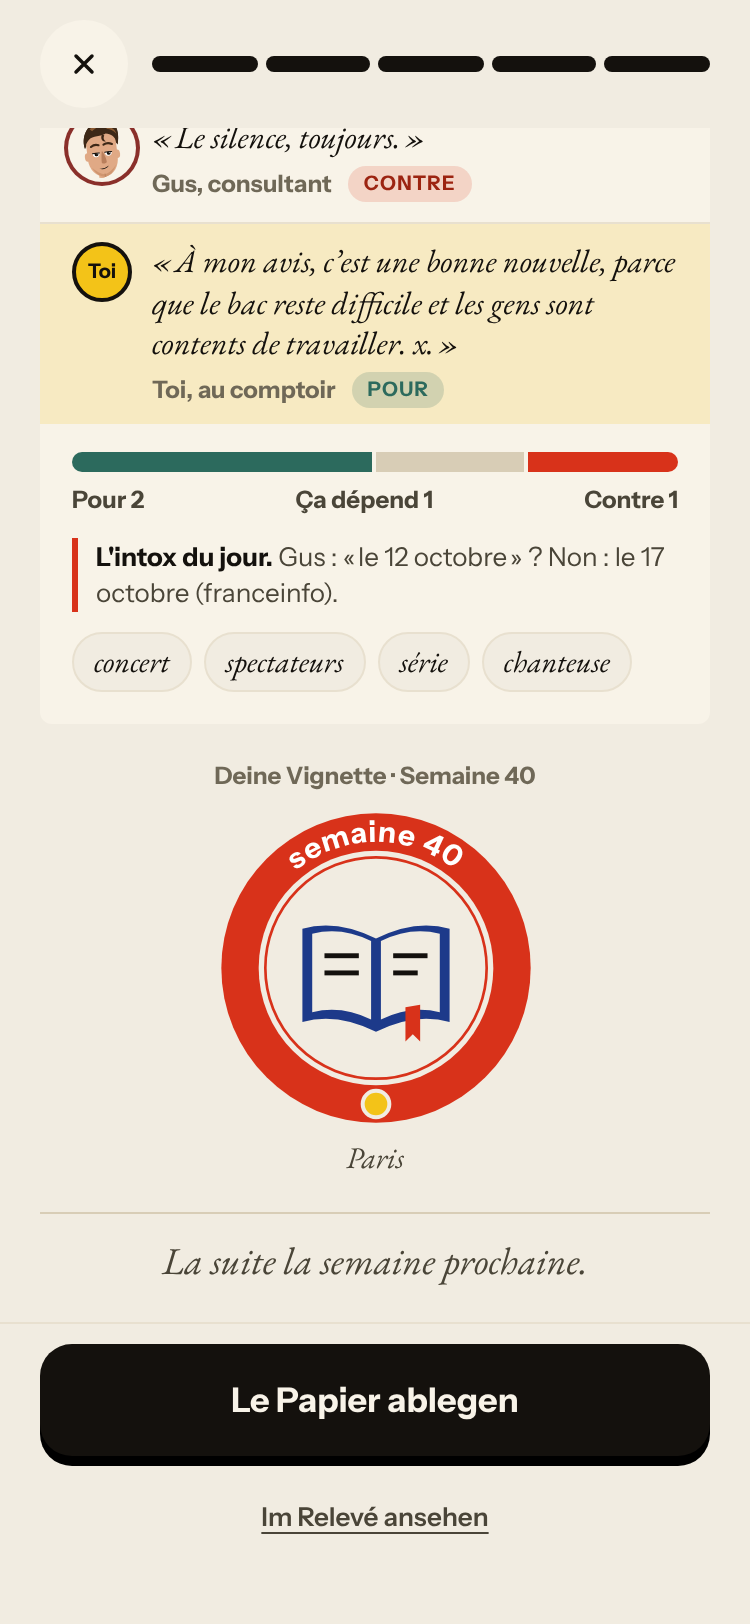 « Le silence, toujours. »
Gus, consultant CONTRE
Toi
« À mon avis, c’est une bonne nouvelle, parce
que le bac reste difficile et les gens sont
contents de travailler. x. »
Toi, au comptoir POUR
Pour 2 Ça dépend 1 Contre 1
L'intox du jour. Gus : « le 12 octobre » ? Non : le 17
octobre (franceinfo).
concert spectateurs série chanteuse
Deine Vignette · Semaine 40
semaine 40
Paris
La suite la semaine prochaine.
Le Papier ablegen
Im Relevé ansehen